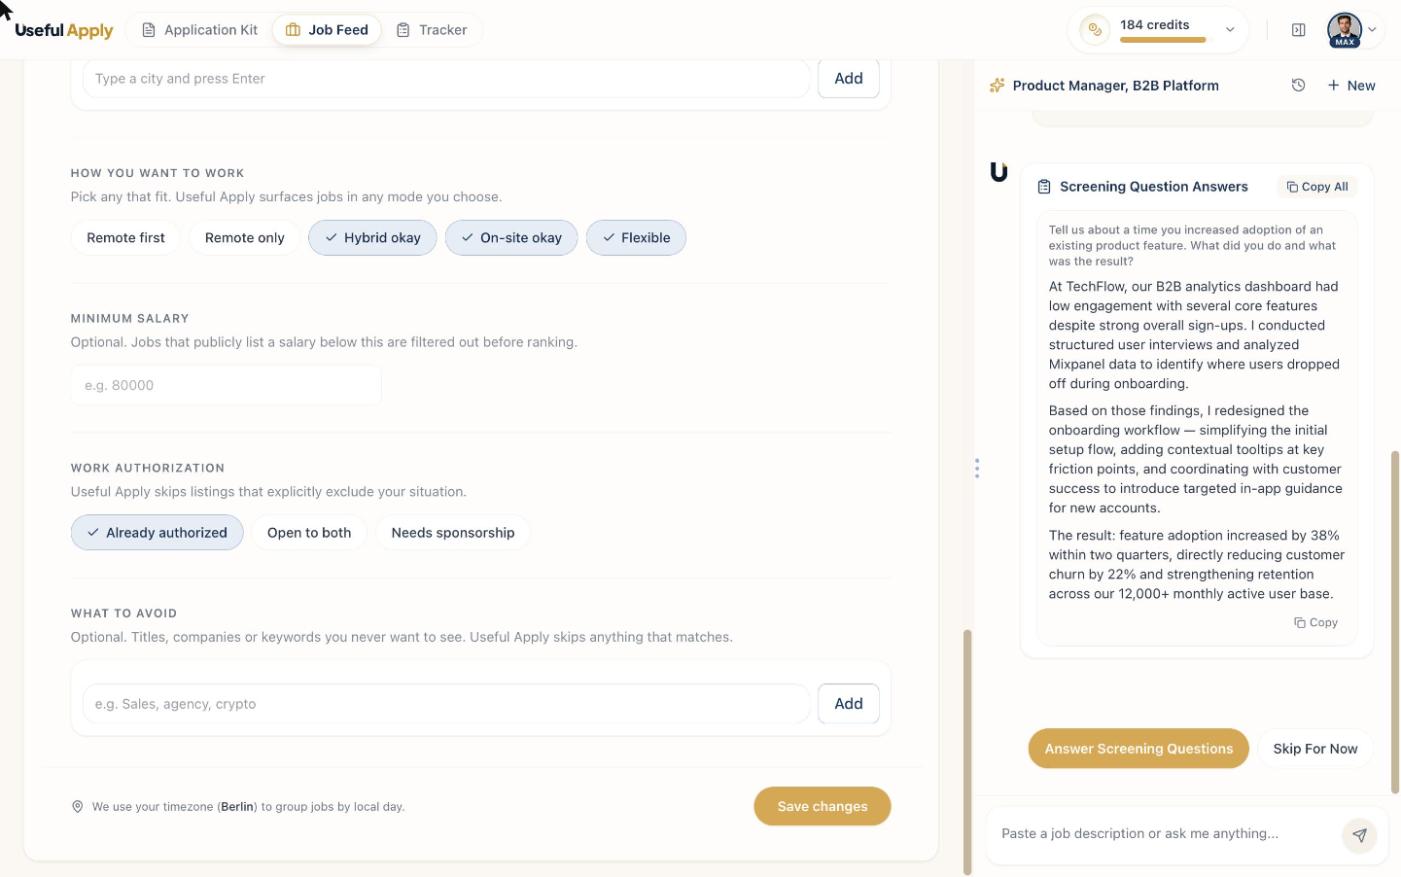 Useful Apply
Application Kit
Job Feed
Tracker
184 credits
MAX
Type a city and press Enter
Add
HOW YOU WANT TO WORK
Pick any that fit. Useful Apply surfaces jobs in any mode you choose.
Remote first
Remote only
Hybrid okay
On-site okay
Flexible
MINIMUM SALARY
Optional. Jobs that publicly list a salary below this are filtered out before ranking.
e.g. 80000
WORK AUTHORIZATION
Useful Apply skips listings that explicitly exclude your situation.
Already authorized
Open to both
Needs sponsorship
WHAT TO AVOID
Optional. Titles, companies or keywords you never want to see. Useful Apply skips anything that matches.
e.g. Sales, agency, crypto
Add
We use your timezone (Berlin) to group jobs by local day.
Save changes
Product Manager, B2B Platform
New
U
Screening Question Answers
Copy All
Tell us about a time you increased adoption of an
existing product feature. What did you do and what
was the result?
At TechFlow, our B2B analytics dashboard had
low engagement with several core features
despite strong overall sign-ups. I conducted
structured user interviews and analyzed
Mixpanel data to identify where users dropped
off during onboarding.
Based on those findings, I redesigned the
onboarding workflow — simplifying the initial
setup flow, adding contextual tooltips at key
friction points, and coordinating with customer
success to introduce targeted in-app guidance
for new accounts.
The result: feature adoption increased by 38%
within two quarters, directly reducing customer
churn by 22% and strengthening retention
across our 12,000+ monthly active user base.
Copy
Answer Screening Questions
Skip For Now
Paste a job description or ask me anything...